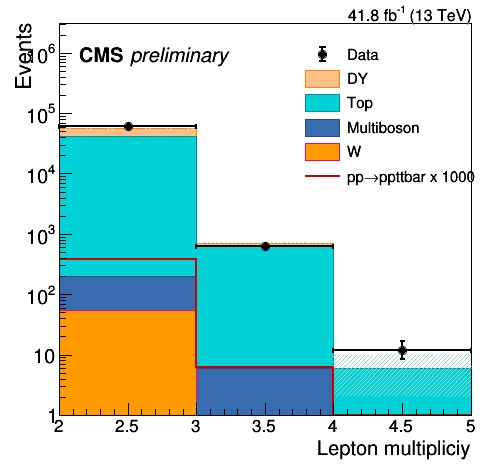 41.8 fb⁻¹ (13 TeV)
Events
CMS preliminary
Data
DY
Top
Multiboson
W
pp→ppttbar x 1000
10⁶
10⁵
10⁴
10³
10²
10
1
2 2.5 3 3.5 4 4.5 5
Lepton multipliciy